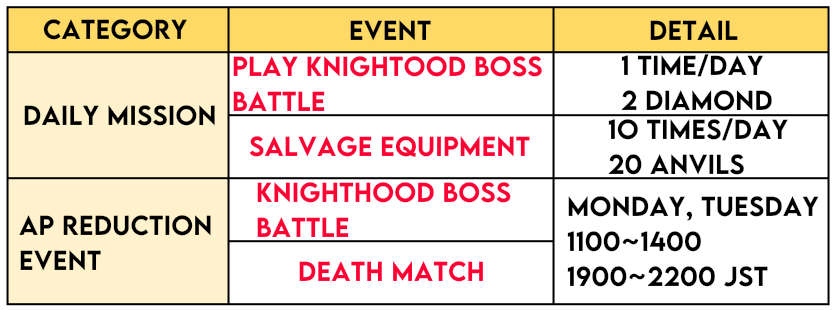 CATEGORY
EVENT
DETAIL
DAILY MISSION
PLAY KNIGHTOOD BOSS
BATTLE
1 TIME/DAY
2 DIAMOND
SALVAGE EQUIPMENT
10 TIMES/DAY
20 ANVILS
AP REDUCTION
EVENT
KNIGHTHOOD BOSS
BATTLE
DEATH MATCH
MONDAY, TUESDAY
1100~1400
1900~2200 JST